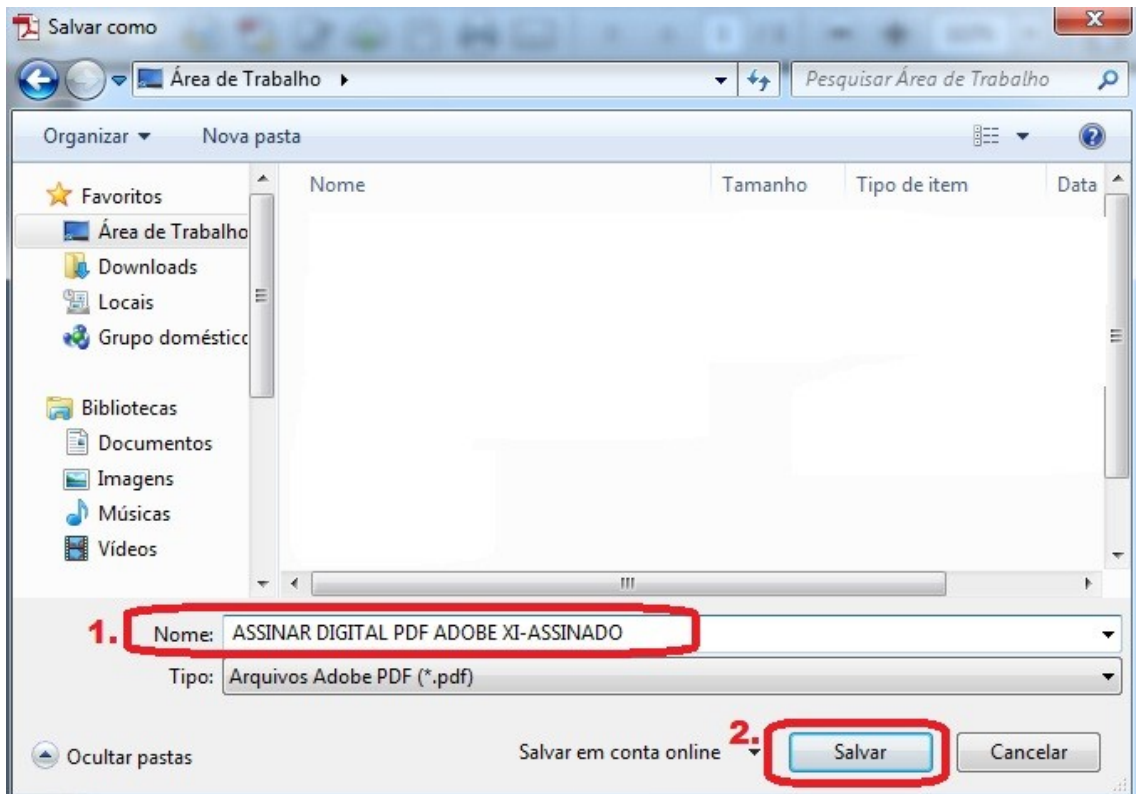 Salvar como
Área de Trabalho
Pesquisar Área de Trabalho
Organizar
Nova pasta
Nome Tamanho Tipo de item Data
Favoritos
Área de Trabalho
Downloads
Locais
Grupo doméstic
Bibliotecas
Documentos
Imagens
Músicas
Vídeos
1. Nome: ASSINAR DIGITAL PDF ADOBE XI-ASSINADO
Tipo: Arquivos Adobe PDF (*.pdf)
Ocultar pastas
Salvar em conta online
2. Salvar
Cancelar